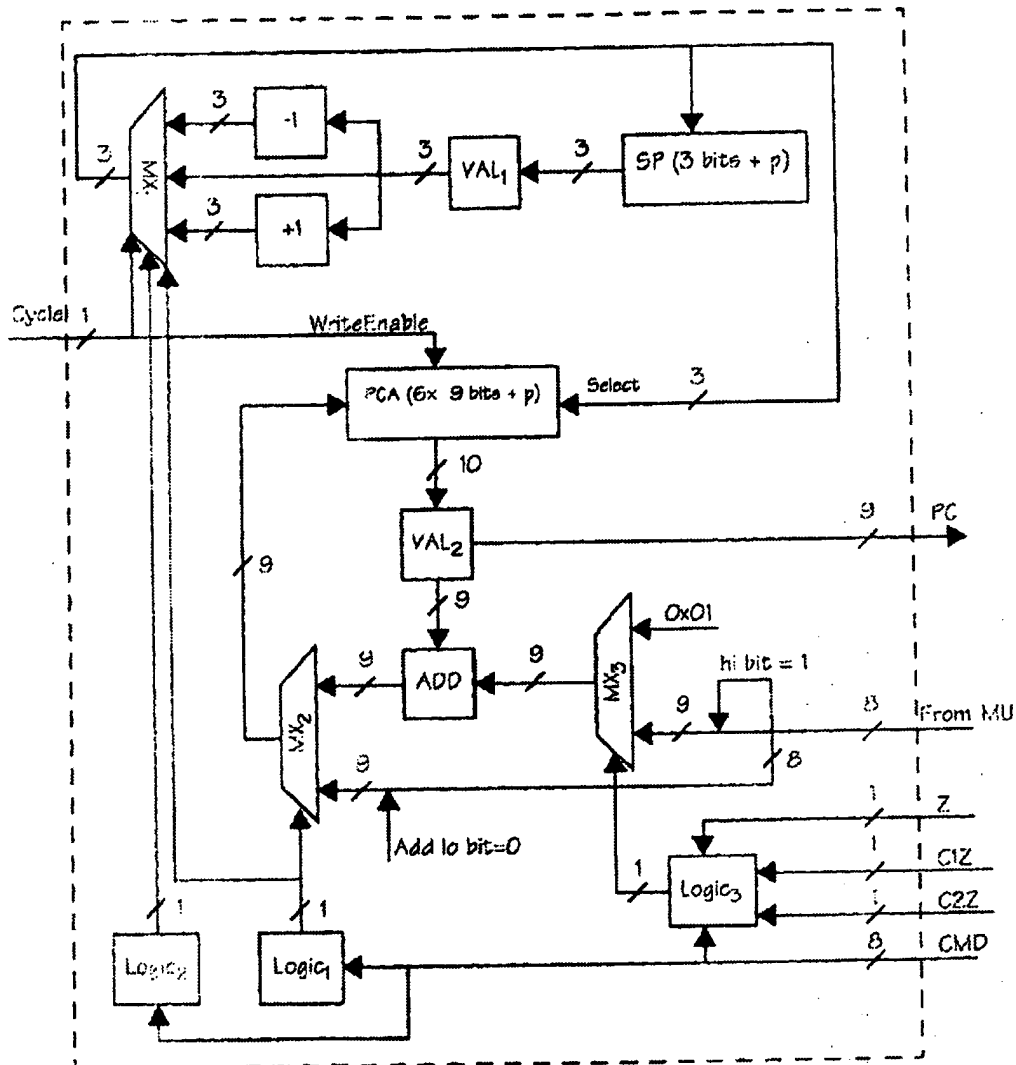 3
-1
3
3
VAL₁
3
SP (3 bits + p)
MX₁
3
+1
Cycle1
1
WriteEnable
PCA (6x 9 bits + p)
Select
3
10
VAL₂
9
PC
9
9
0x01
MX₃
hi bit = 1
9
ADD
9
MX₂
9
8
From MU
9
8
Add lo bit=0
1
Z
1
Logic₃
1
C1Z
1
C2Z
1
1
Logic₂
Logic₁
8
CMD